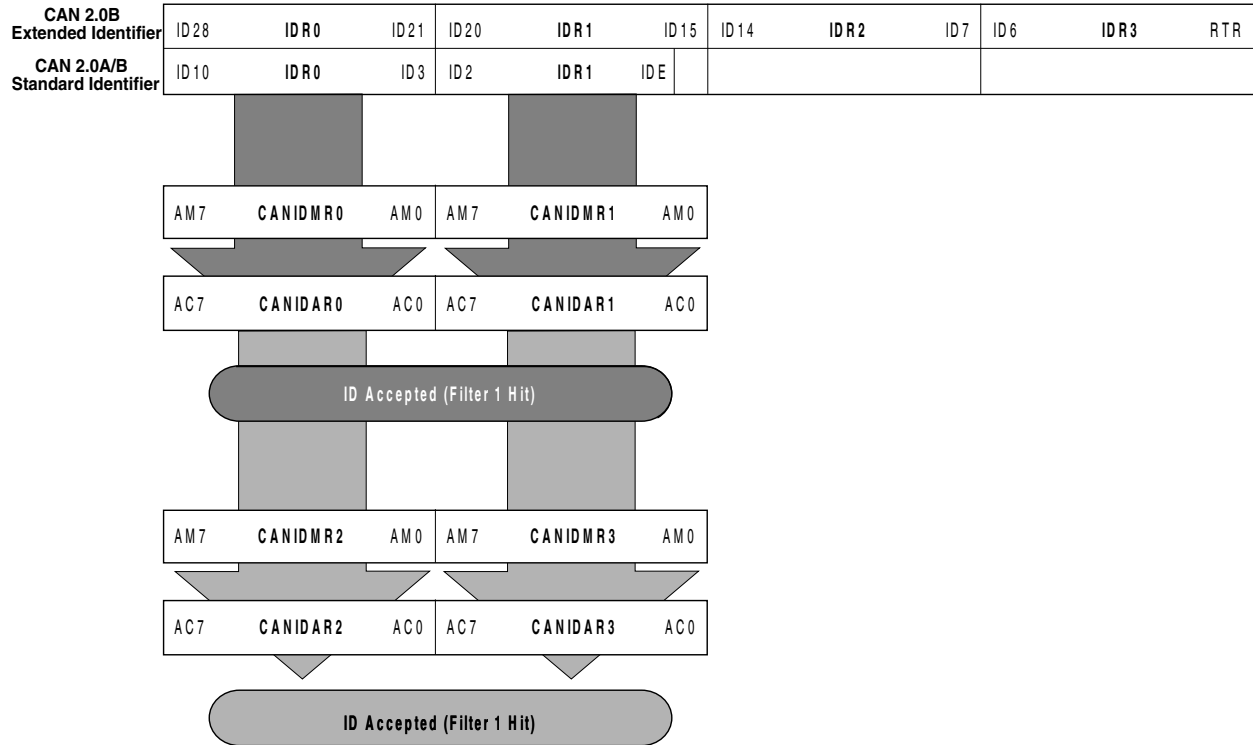 CAN 2.0B
Extended Identifier
ID28 IDR0 ID21 ID20 IDR1 ID15 ID14 IDR2 ID7 ID6 IDR3 RTR
CAN 2.0A/B
Standard Identifier
ID10 IDR0 ID3 ID2 IDR1 IDE
AM7 CANIDMR0 AM0 AM7 CANIDMR1 AM0
AC7 CANIDAR0 AC0 AC7 CANIDAR1 AC0
ID Accepted (Filter 1 Hit)
AM7 CANIDMR2 AM0 AM7 CANIDMR3 AM0
AC7 CANIDAR2 AC0 AC7 CANIDAR3 AC0
ID Accepted (Filter 1 Hit)